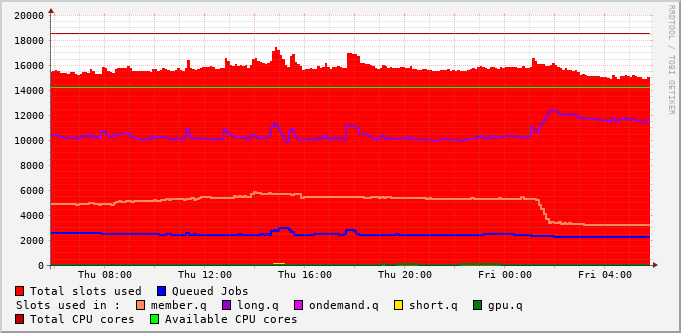 RRDTOOL / TOBI OETIKER
20000
18000
16000
14000
12000
10000
8000
6000
4000
2000
0
Thu 08:00 Thu 12:00 Thu 16:00 Thu 20:00 Fri 00:00 Fri 04:00
Total slots used Queued Jobs
Slots used in : member.q long.q ondemand.q short.q gpu.q
Total CPU cores Available CPU cores